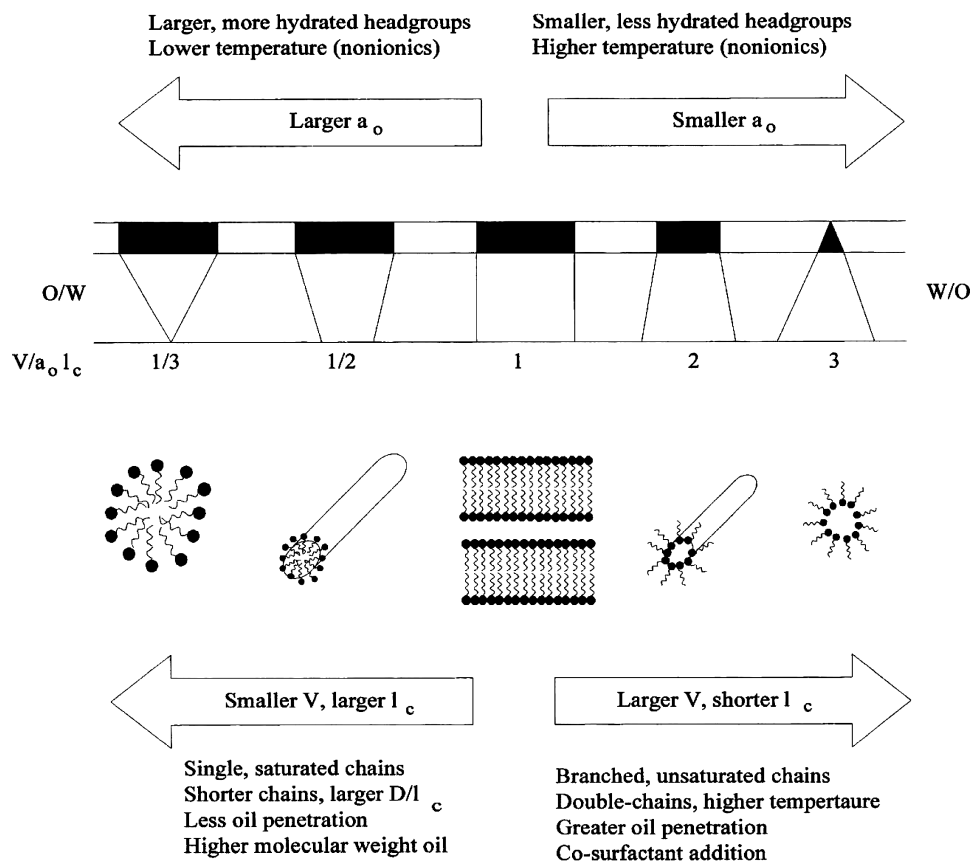 Larger, more hydrated headgroups
Lower temperature (nonionics)
Smaller, less hydrated headgroups
Higher temperature (nonionics)
Larger a o
Smaller a o
O/W
W/O
V/a o l c
1/3
1/2
1
2
3
Smaller V, larger l c
Larger V, shorter l c
Single, saturated chains
Shorter chains, larger D/l c
Less oil penetration
Higher molecular weight oil
Branched, unsaturated chains
Double-chains, higher tempertaure
Greater oil penetration
Co-surfactant addition